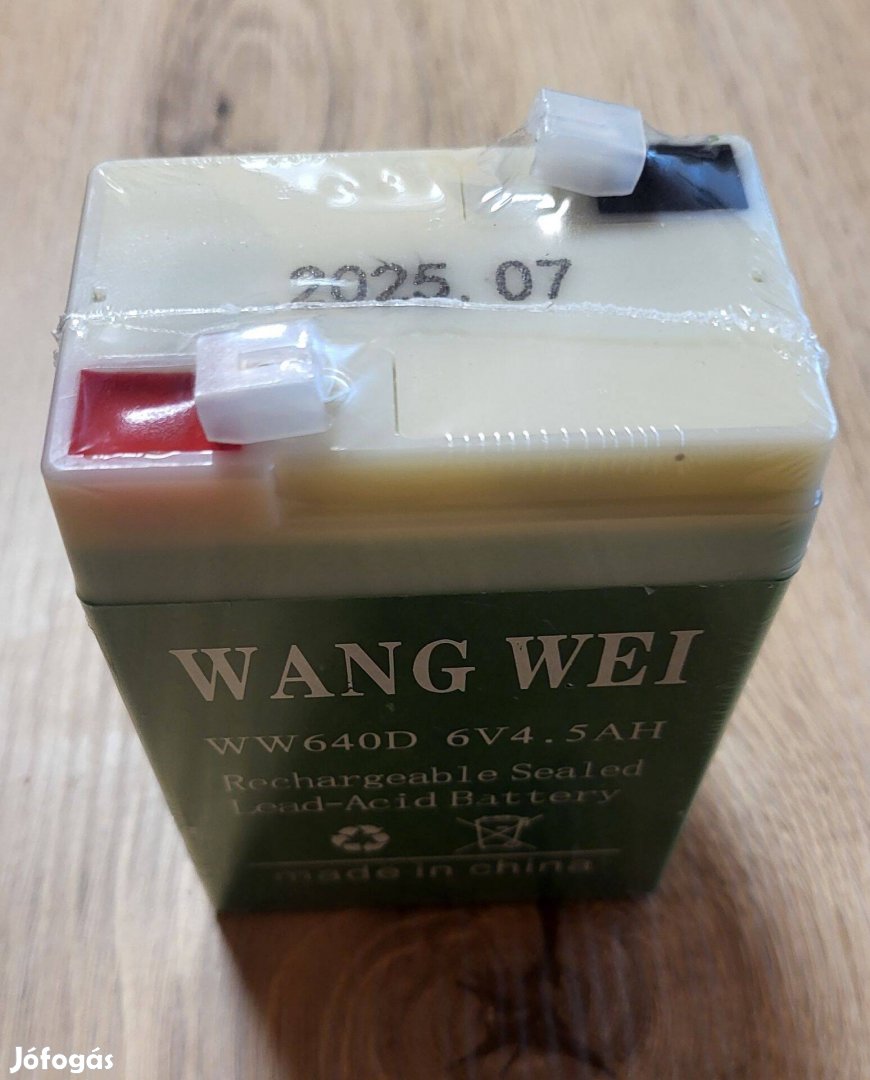 2025.07
WANG WEI
WW640D 6V4.5AH
Rechargeable Sealed
Lead-Acid Battery
made in china
Jófogás